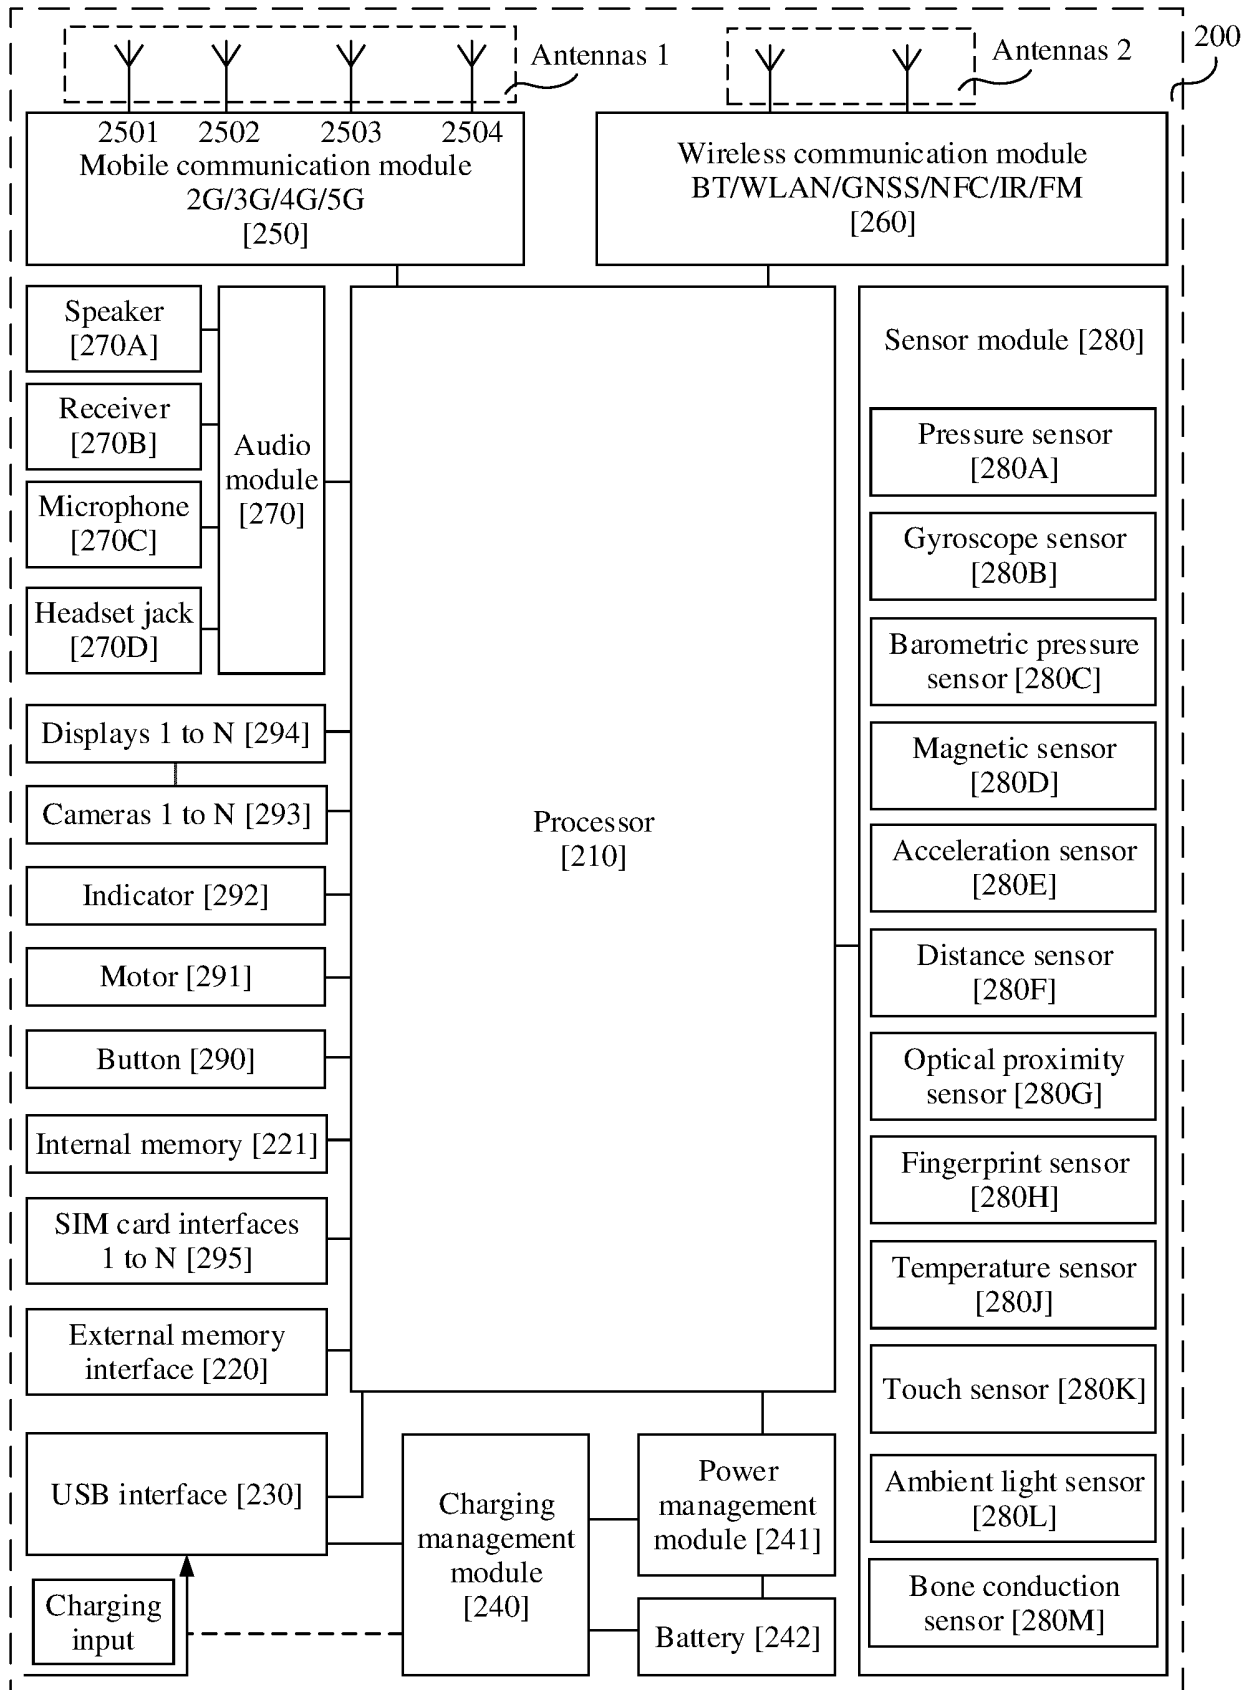 200
Antennas 1
Antennas 2
2501 2502 2503 2504
Mobile communication module
2G/3G/4G/5G
[250]
Wireless communication module
BT/WLAN/GNSS/NFC/IR/FM
[260]
Speaker
[270A]
Receiver
[270B]
Microphone
[270C]
Headset jack
[270D]
Audio
module
[270]
Displays 1 to N [294]
Cameras 1 to N [293]
Indicator [292]
Motor [291]
Button [290]
Internal memory [221]
SIM card interfaces
1 to N [295]
External memory
interface [220]
USB interface [230]
Charging
input
Processor
[210]
Charging
management
module
[240]
Power
management
module [241]
Battery [242]
Sensor module [280]
Pressure sensor
[280A]
Gyroscope sensor
[280B]
Barometric pressure
sensor [280C]
Magnetic sensor
[280D]
Acceleration sensor
[280E]
Distance sensor
[280F]
Optical proximity
sensor [280G]
Fingerprint sensor
[280H]
Temperature sensor
[280J]
Touch sensor [280K]
Ambient light sensor
[280L]
Bone conduction
sensor [280M]